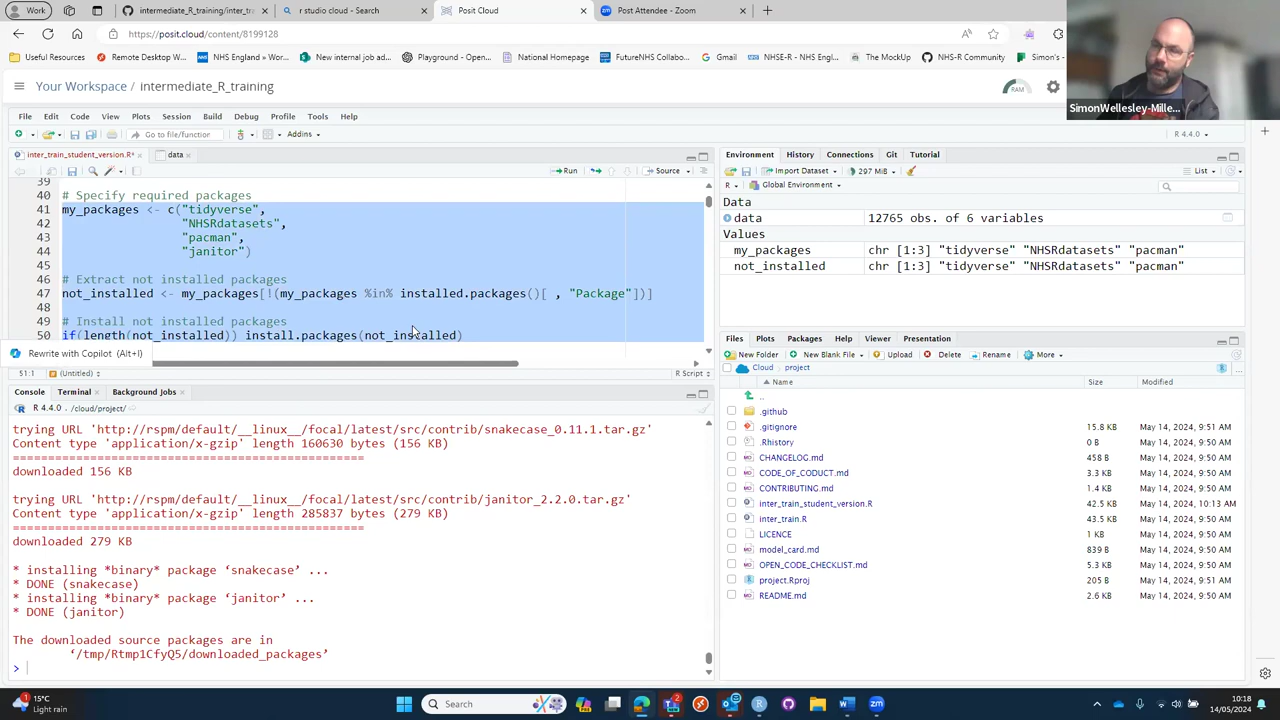 Work
intermediate_R_training/inter_tra
r studio cloud - Search
Posit Cloud
Post Attendee - Zoom
https://posit.cloud/content/8199128
Useful Resources
Remote Desktop W...
NHS England » Wor...
New internal job ad...
Playground - Open...
National Homepage
FutureNHS Collabo...
Gmail
NHSE-R - NHS Engl...
The MockUp
NHS-R Community
Simon's
SimonWellesley-Mille...
Your Workspace / intermediate_R_training
RAM
File Edit Code View Plots Session Build Debug Profile Tools Help
Go to file/function
Addins
R 4.4.0
inter_train_student_version.R*
data
Run
Source
39
40 # Specify required packages
41 my_packages <- c("tidyverse",
42 "NHSRdatasets",
43 "pacman",
44 "janitor")
45
46 # Extract not installed packages
47 not_installed <- my_packages[!(my_packages %in% installed.packages()[ , "Package"])]
48
49 # Install not installed packages
50 if(length(not_installed)) install.packages(not_installed)
Rewrite with Copilot (Alt+I)
51:1 (Untitled)
R Script
Console Terminal Background Jobs
R 4.4.0 · /cloud/project/
trying URL 'http://rspm/default/__linux__/focal/latest/src/contrib/snakecase_0.11.1.tar.gz'
Content type 'application/x-gzip' length 160630 bytes (156 KB)
==================================================
downloaded 156 KB
trying URL 'http://rspm/default/__linux__/focal/latest/src/contrib/janitor_2.2.0.tar.gz'
Content type 'application/x-gzip' length 285837 bytes (279 KB)
==================================================
downloaded 279 KB
* installing *binary* package ‘snakecase’ ...
* DONE (snakecase)
* installing *binary* package ‘janitor’ ...
* DONE (janitor)
The downloaded source packages are in
‘/tmp/Rtmp1CfyQ5/downloaded_packages’
>
Environment History Connections Git Tutorial
Import Dataset
297 MiB
List
R
Global Environment
Data
data 12765 obs. of 6 variables
Values
my_packages chr [1:3] "tidyverse" "NHSRdatasets" "pacman"
not_installed chr [1:3] "tidyverse" "NHSRdatasets" "pacman"
Files Plots Packages Help Viewer Presentation
New Folder New Blank File Upload Delete Rename More
Cloud project
Name Size Modified
..
.github
.gitignore 15.8 KB May 14, 2024, 9:51 AM
.Rhistory 0 B May 14, 2024, 9:50 AM
CHANGELOG.md 458 B May 14, 2024, 9:50 AM
CODE_OF_CODUCT.md 3.3 KB May 14, 2024, 9:50 AM
CONTRIBUTING.md 1.4 KB May 14, 2024, 9:50 AM
inter_train_student_version.R 42.5 KB May 14, 2024, 10:13 AM
inter_train.R 43.5 KB May 14, 2024, 9:50 AM
LICENCE 1 KB May 14, 2024, 9:50 AM
model_card.md 839 B May 14, 2024, 9:50 AM
OPEN_CODE_CHECKLIST.md 5.3 KB May 14, 2024, 9:50 AM
project.Rproj 205 B May 14, 2024, 9:51 AM
README.md 2.6 KB May 14, 2024, 9:50 AM
15°C
Light rain
Search
10:18
14/05/2024